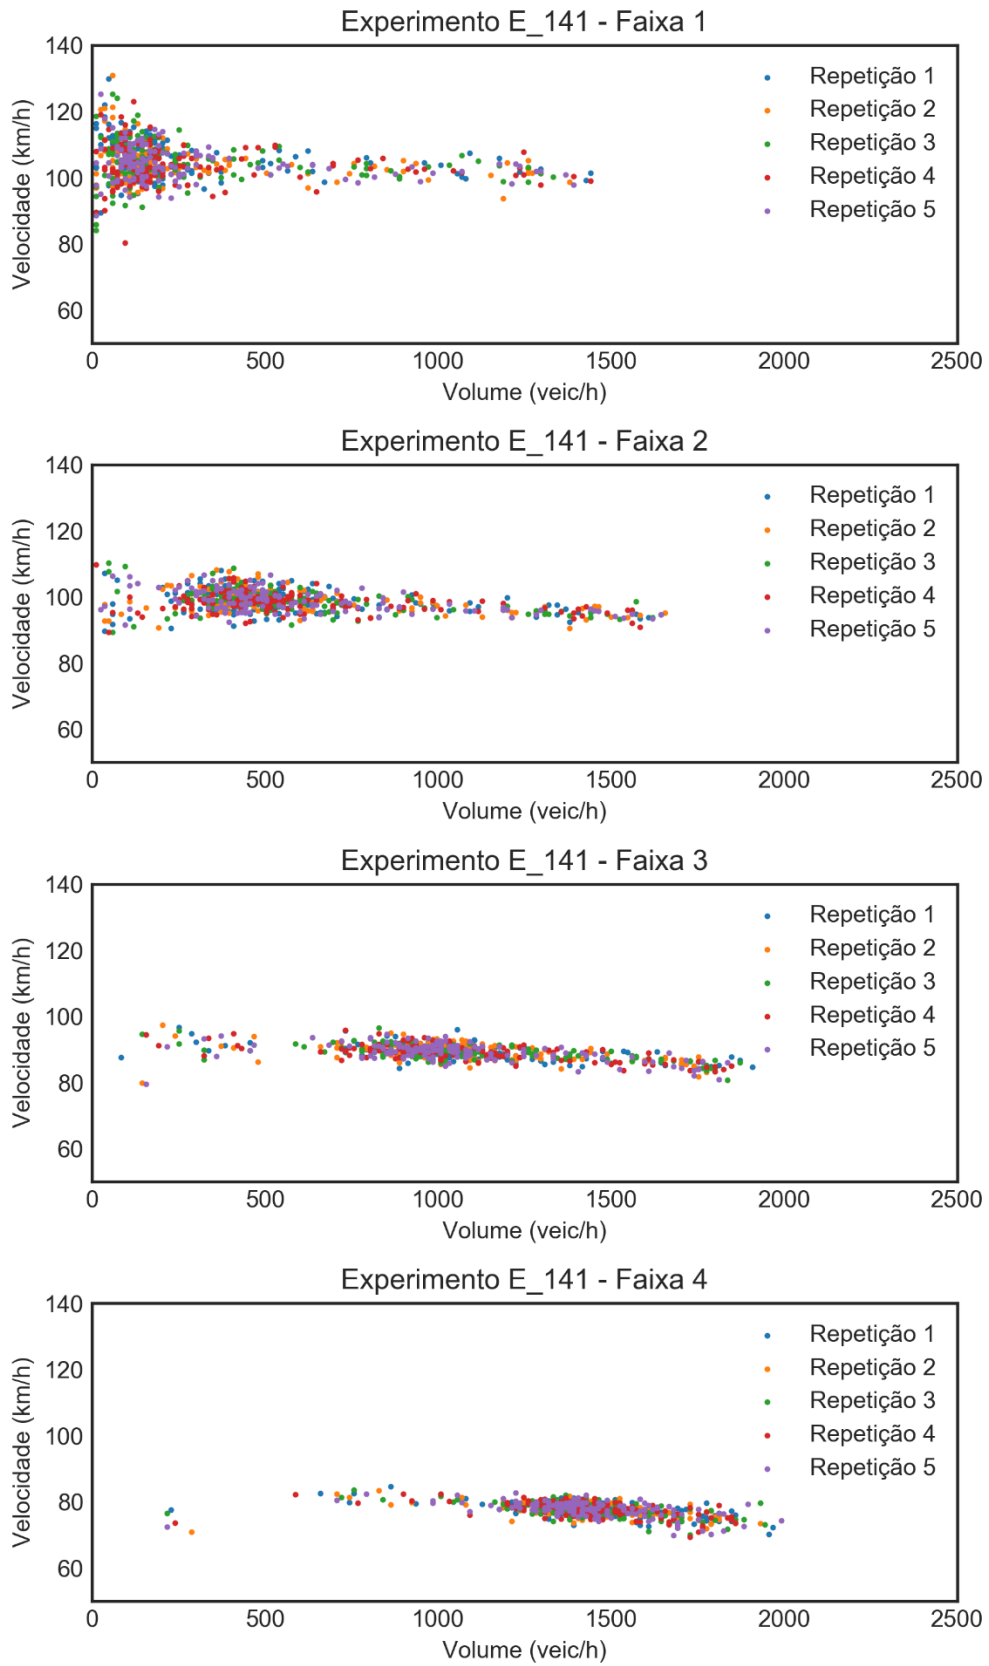 Experimento E_141 - Faixa 1
140
120
100
80
60
Velocidade (km/h)
Repetição 1
Repetição 2
Repetição 3
Repetição 4
Repetição 5
0 500 1000 1500 2000 2500
Volume (veic/h)
Experimento E_141 - Faixa 2
140
120
100
80
60
Velocidade (km/h)
Repetição 1
Repetição 2
Repetição 3
Repetição 4
Repetição 5
0 500 1000 1500 2000 2500
Volume (veic/h)
Experimento E_141 - Faixa 3
140
120
100
80
60
Velocidade (km/h)
Repetição 1
Repetição 2
Repetição 3
Repetição 4
Repetição 5
0 500 1000 1500 2000 2500
Volume (veic/h)
Experimento E_141 - Faixa 4
140
120
100
80
60
Velocidade (km/h)
Repetição 1
Repetição 2
Repetição 3
Repetição 4
Repetição 5
0 500 1000 1500 2000 2500
Volume (veic/h)